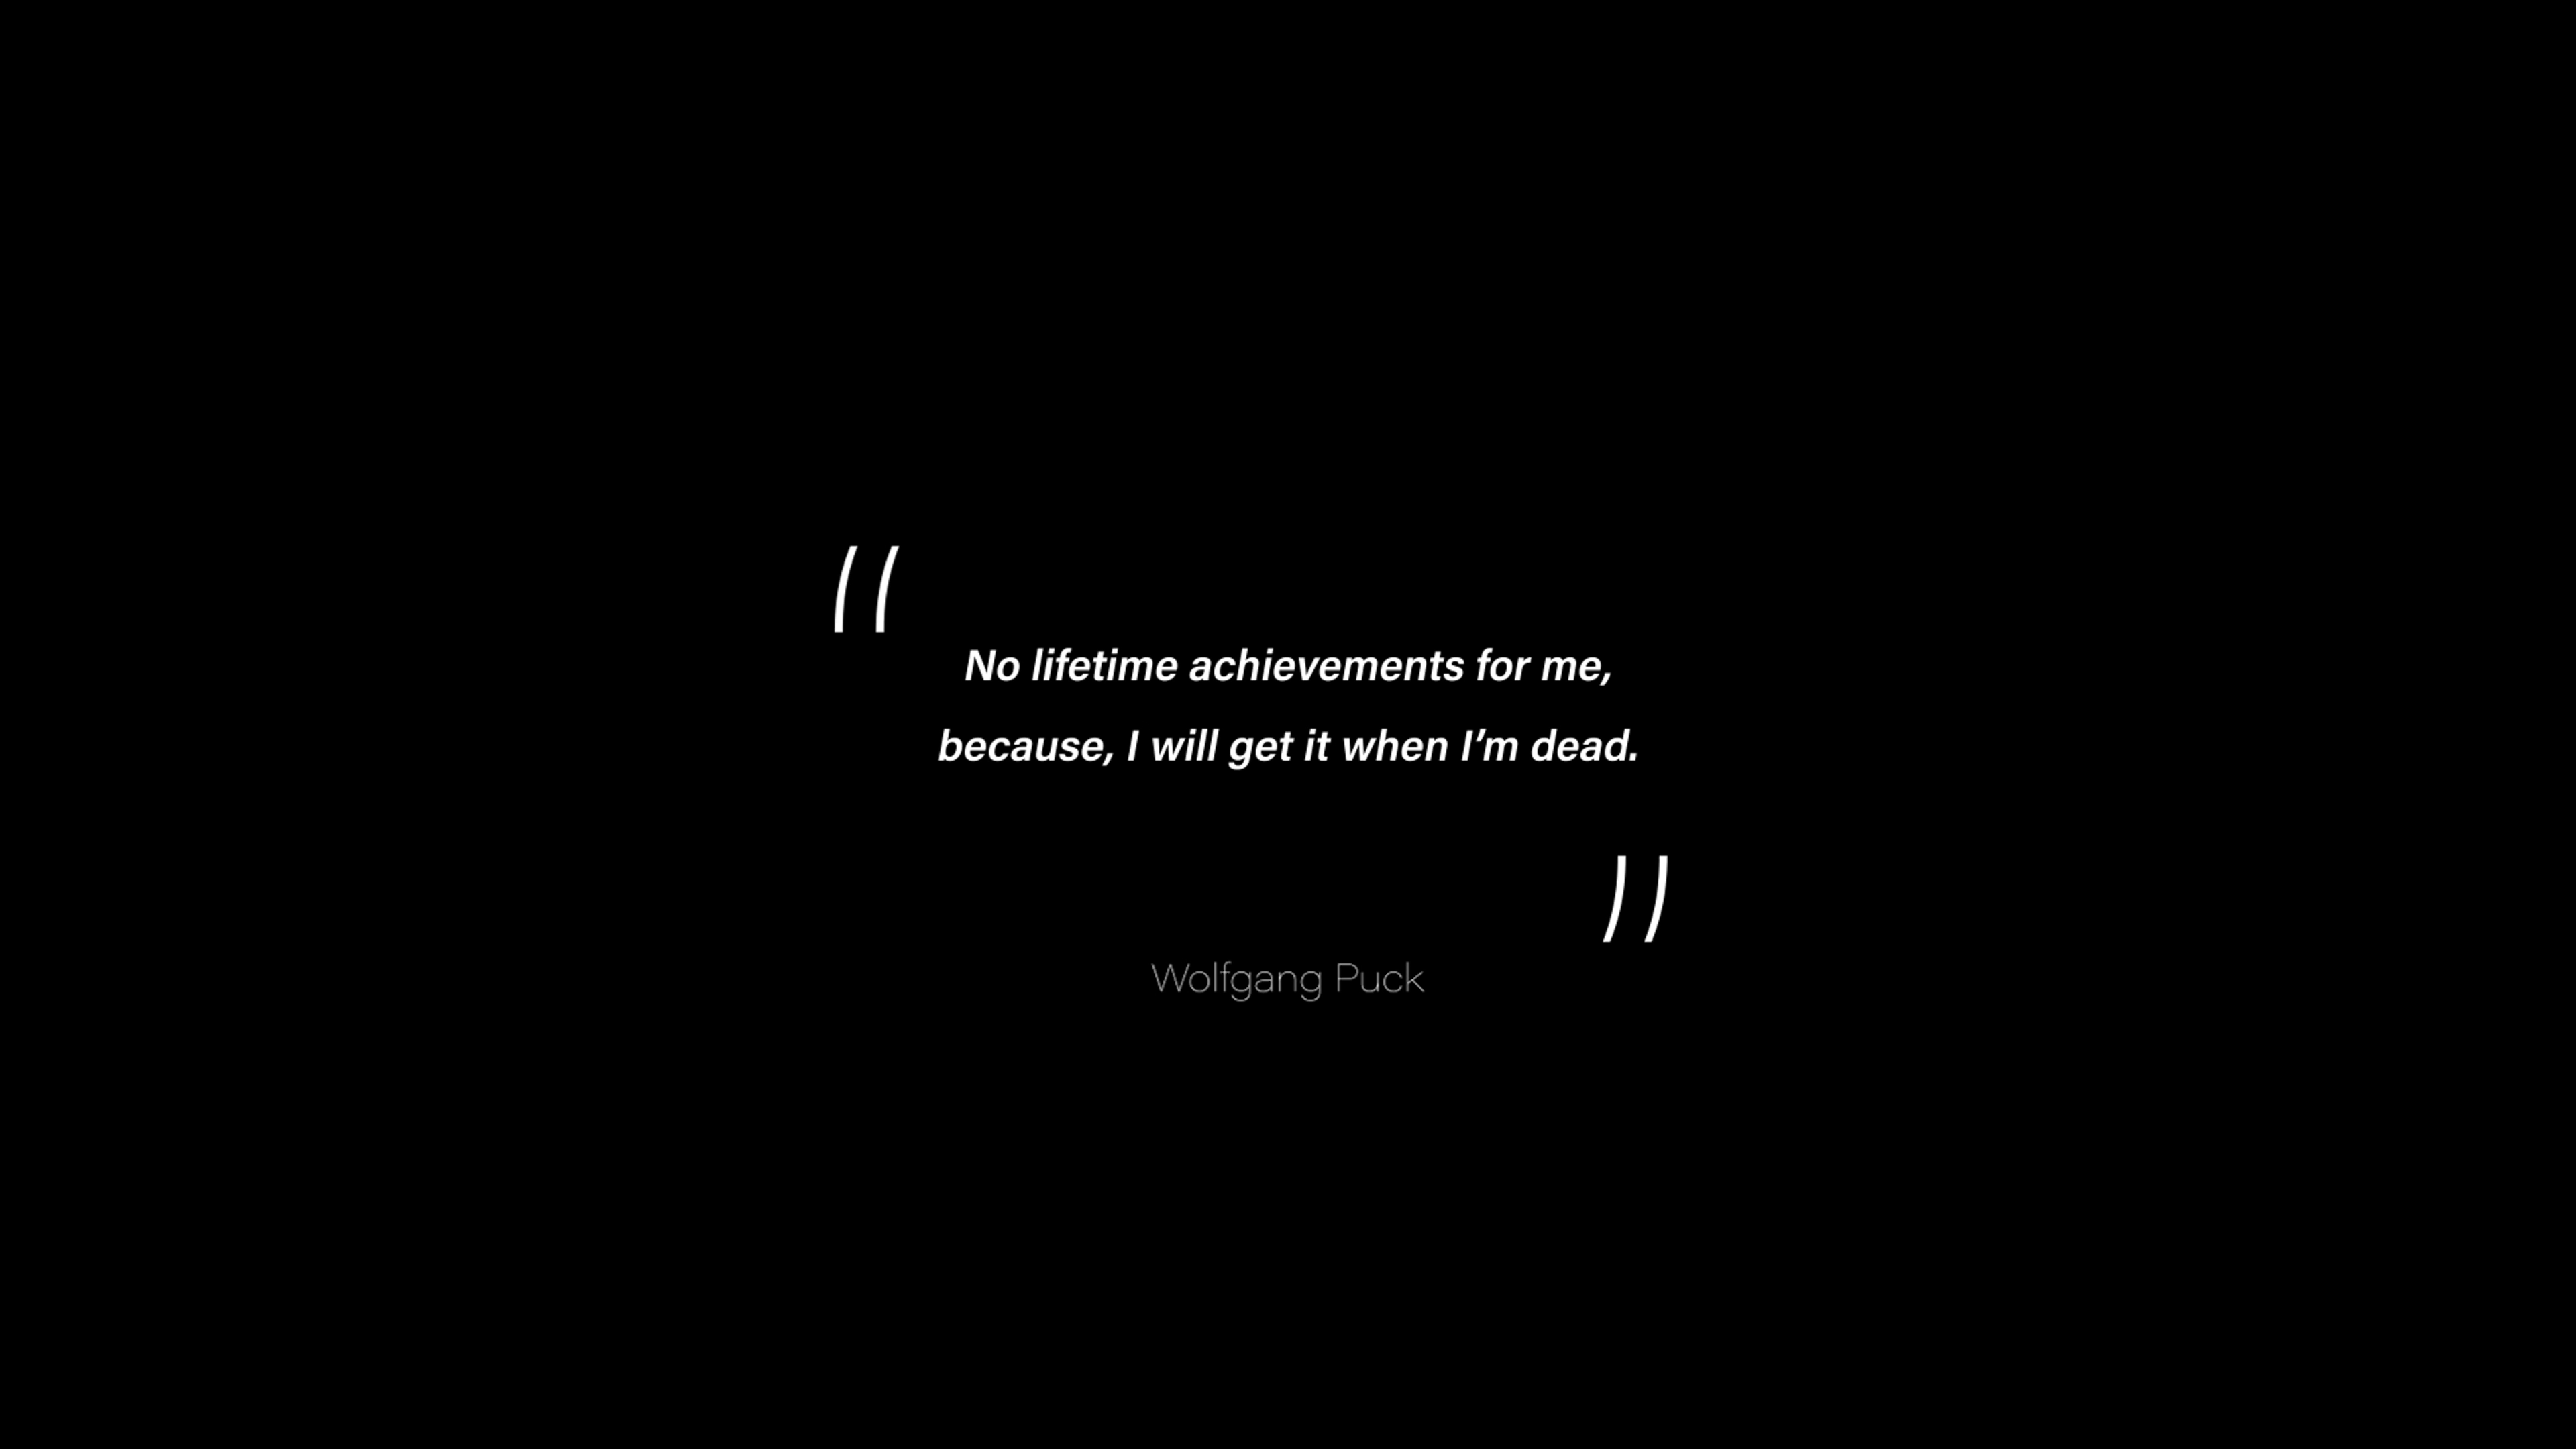 “
No lifetime achievements for me,
because, I will get it when I’m dead.
”
Wolfgang Puck